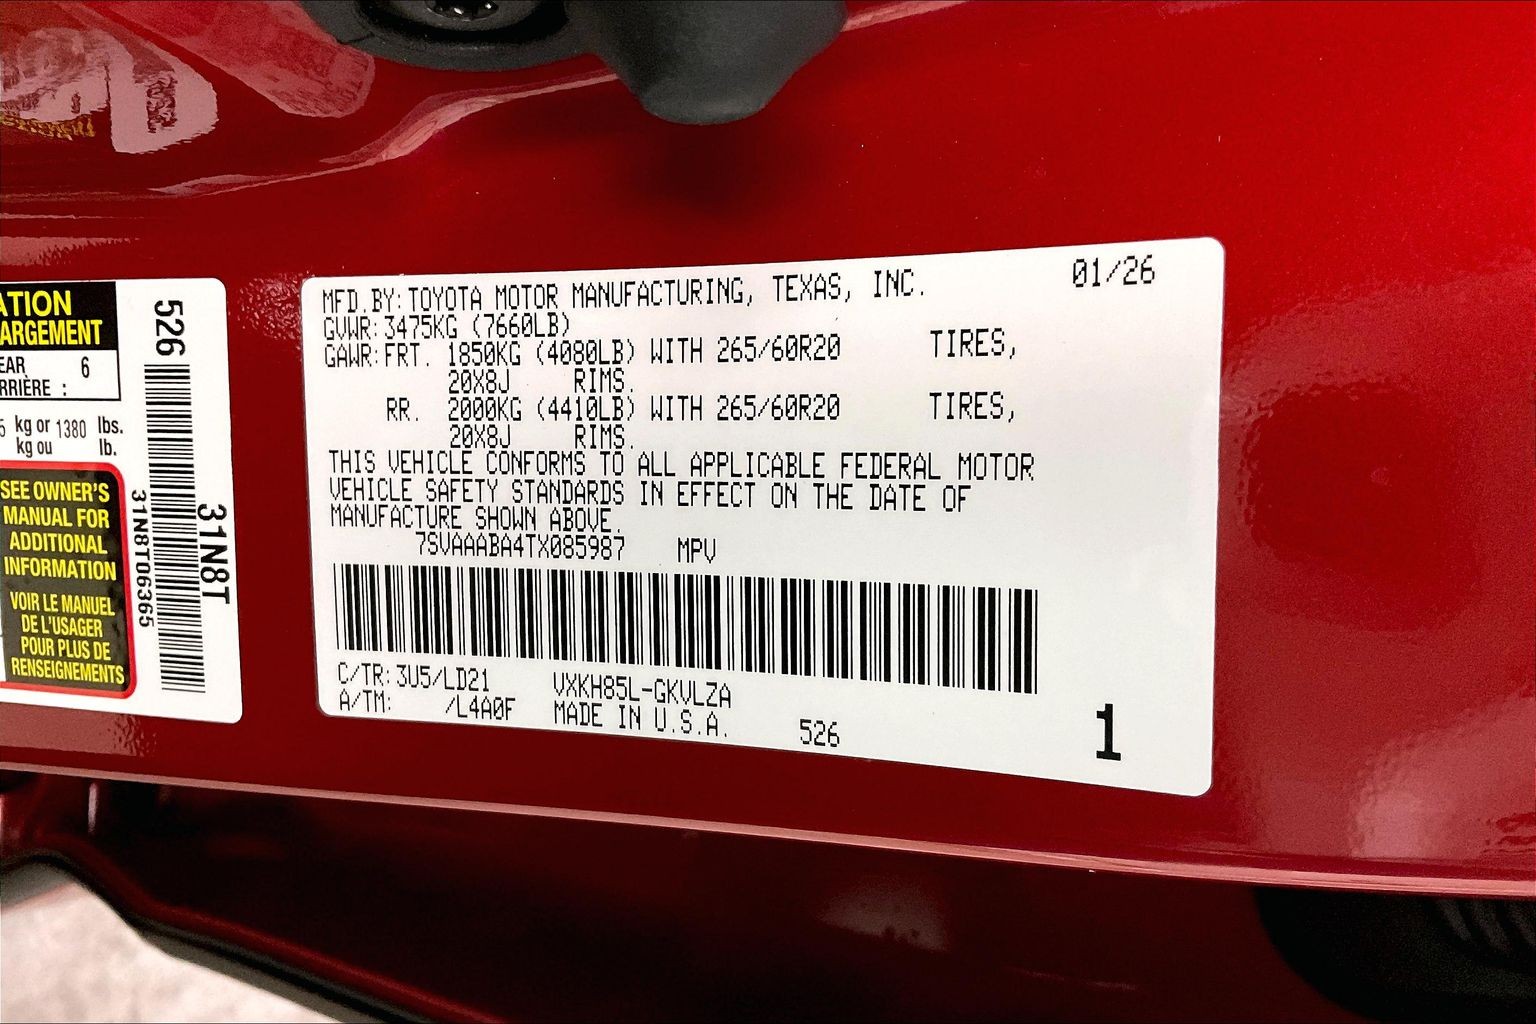 ATION
ARGEMENT
EAR 6
RRIÈRE :
5 kg or 1380 lbs.
kg ou lb.
SEE OWNER'S
MANUAL FOR
ADDITIONAL
INFORMATION
VOIR LE MANUEL
DE L'USAGER
POUR PLUS DE
RENSEIGNEMENTS
526
31N8T06365
31N8T
MFD.BY:TOYOTA MOTOR MANUFACTURING, TEXAS, INC. 01/26
GVWR:3475KG (7660LB)
GAWR:FRT. 1850KG (4080LB) WITH 265/60R20 TIRES,
20X8J RIMS.
RR. 2000KG (4410LB) WITH 265/60R20 TIRES,
20X8J RIMS.
THIS VEHICLE CONFORMS TO ALL APPLICABLE FEDERAL MOTOR
VEHICLE SAFETY STANDARDS IN EFFECT ON THE DATE OF
MANUFACTURE SHOWN ABOVE.
7SVAAABA4TX085987 MPV
C/TR:3U5/LD21 VXKH85L-GKVLZA
A/TM: /L4A0F MADE IN U.S.A. 526
1